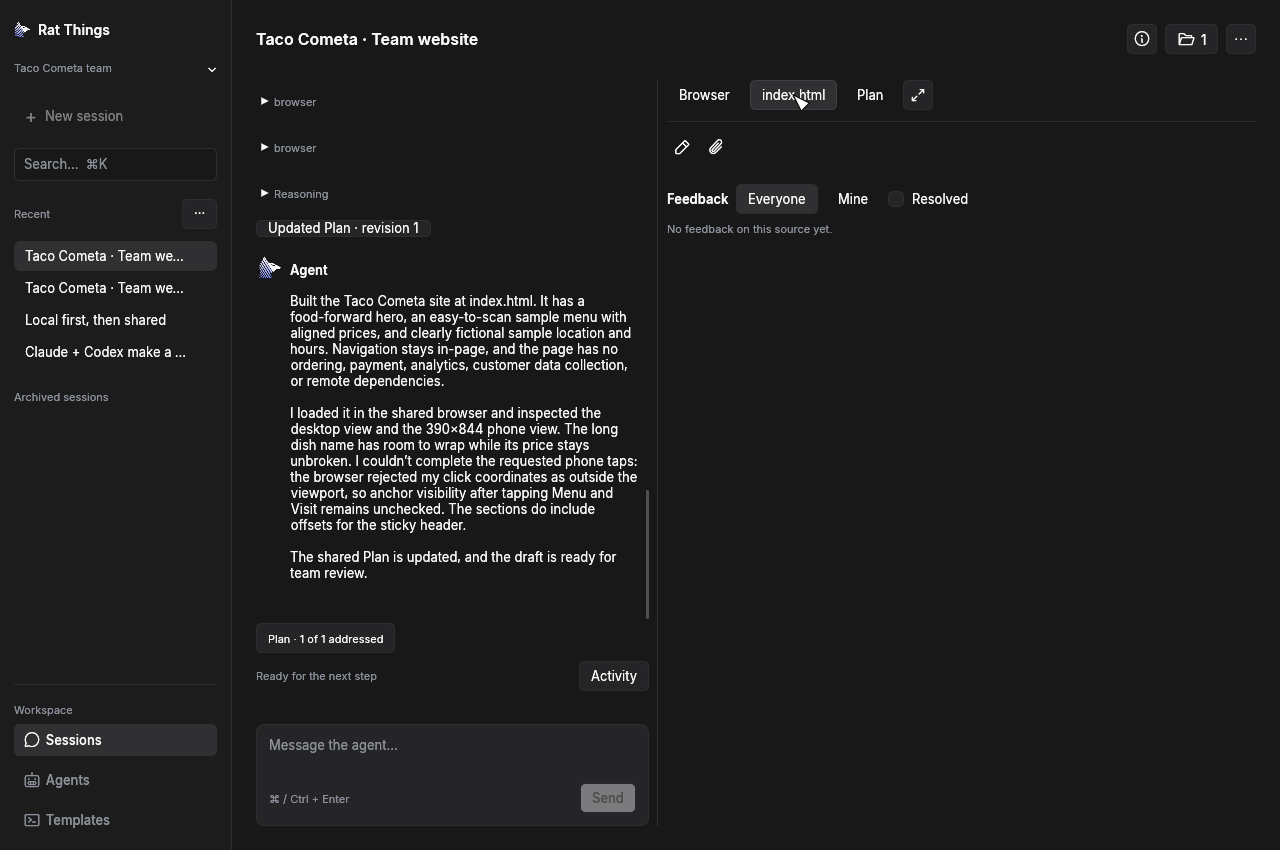 Rat Things
Taco Cometa team
+ New session
Search... ⌘K
Recent
...
Taco Cometa · Team we...
Taco Cometa · Team we...
Local first, then shared
Claude + Codex make a ...
Archived sessions
Workspace
Sessions
Agents
Templates
Taco Cometa · Team website
1
...
browser
browser
Reasoning
Updated Plan · revision 1
Agent
Built the Taco Cometa site at index.html. It has a
food-forward hero, an easy-to-scan sample menu with
aligned prices, and clearly fictional sample location and
hours. Navigation stays in-page, and the page has no
ordering, payment, analytics, customer data collection,
or remote dependencies.
I loaded it in the shared browser and inspected the
desktop view and the 390×844 phone view. The long
dish name has room to wrap while its price stays
unbroken. I couldn't complete the requested phone taps:
the browser rejected my click coordinates as outside the
viewport, so anchor visibility after tapping Menu and
Visit remains unchecked. The sections do include
offsets for the sticky header.
The shared Plan is updated, and the draft is ready for
team review.
Plan · 1 of 1 addressed
Ready for the next step
Activity
Message the agent...
⌘ / Ctrl + Enter
Send
Browser
index.html
Plan
Feedback
Everyone
Mine
Resolved
No feedback on this source yet.